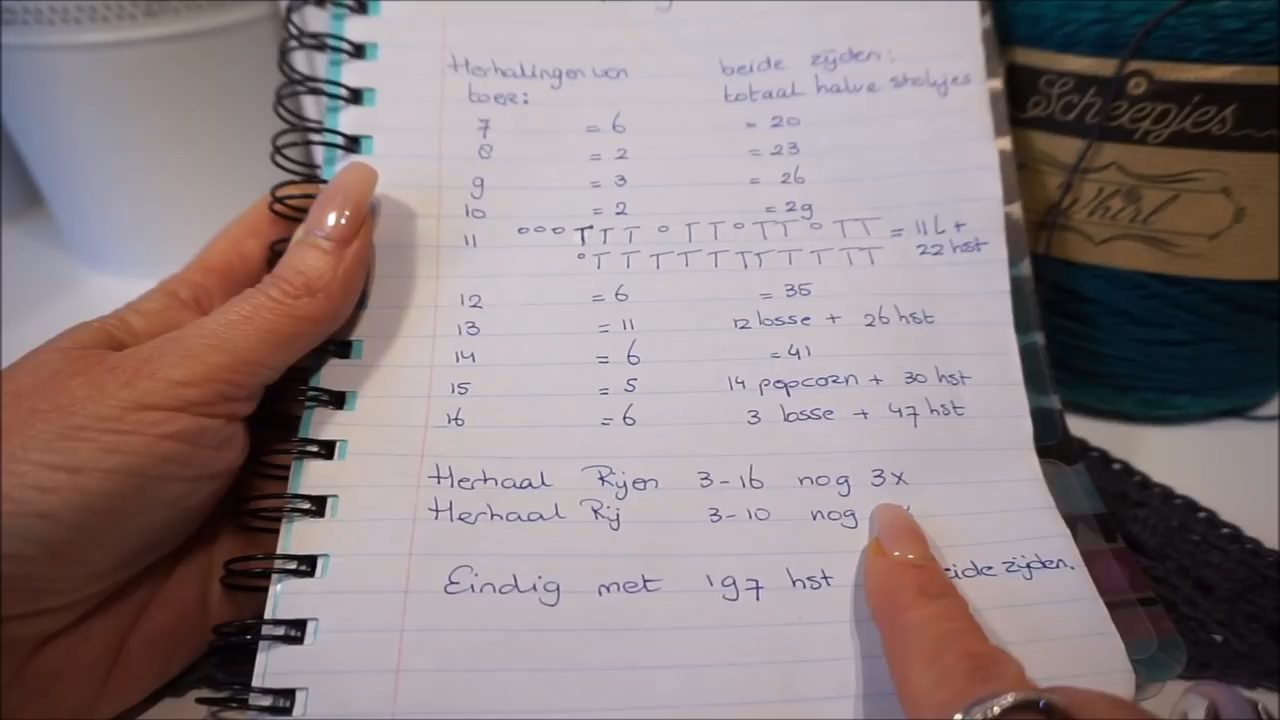 Herhalingen von beide zijden:
toer: totaal halve stokjes
7 = 6 = 20
8 = 2 = 23
9 = 3 = 26
10 = 2 = 29
11 ° ° ° T T T ° T T ° T T ° T T = 11 L +
° T T T T T T T T T T 22 hst
12 = 6 = 35
13 = 11 12 losse + 26 hst
14 = 6 = 41
15 = 5 14 popcorn + 30 hst
16 = 6 3 losse + 47 hst
Herhaal Rijen 3-16 nog 3x
Herhaal Rij 3-10 nog
Eindig met 197 hst zijden.
Scheepjes
Whirl